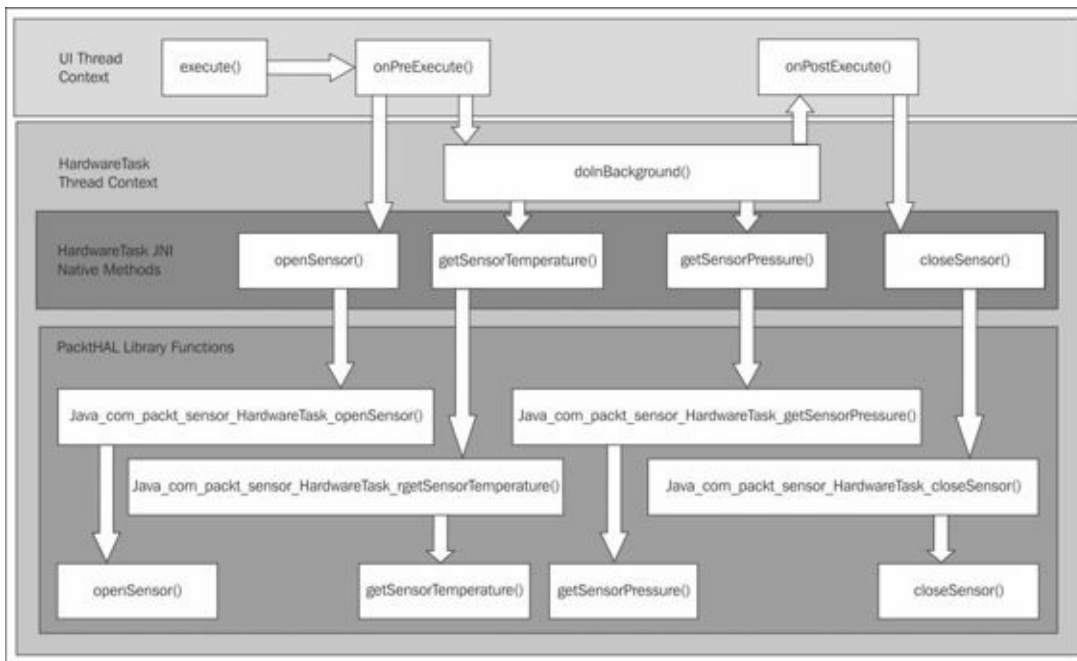 UI Thread
Context
execute()
onPreExecute()
onPostExecute()
HardwareTask
Thread Context
doInBackground()
HardwareTask JNI
Native Methods
openSensor()
getSensorTemperature()
getSensorPressure()
closeSensor()
PacktHAL Library Functions
Java_com_packt_sensor_HardwareTask_openSensor()
Java_com_packt_sensor_HardwareTask_getSensorPressure()
Java_com_packt_sensor_HardwareTask_rgetSensorTemperature()
Java_com_packt_sensor_HardwareTask_closeSensor()
openSensor()
getSensorTemperature()
getSensorPressure()
closeSensor()